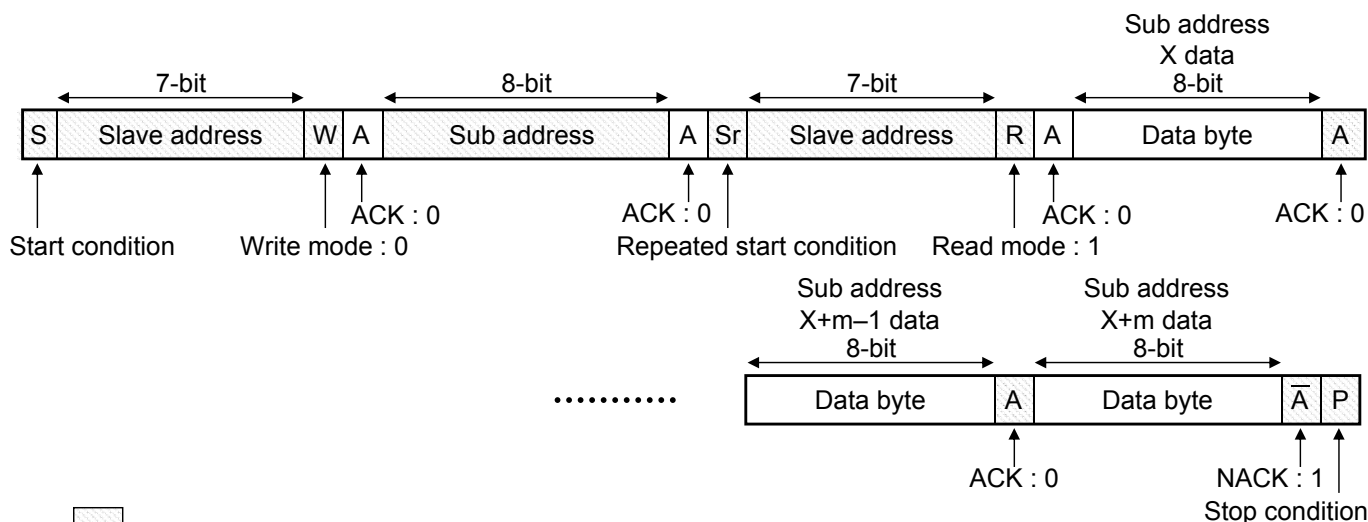 Sub address
X data
7-bit 8-bit 7-bit 8-bit
S Slave address W A Sub address A Sr Slave address R A Data byte A
ACK : 0 ACK : 0 ACK : 0 ACK : 0
Start condition Write mode : 0 Repeated start condition Read mode : 1
Sub address Sub address
X+m–1 data X+m data
8-bit 8-bit
.......... Data byte A Data byte A̅ P
ACK : 0 NACK : 1
Stop condition